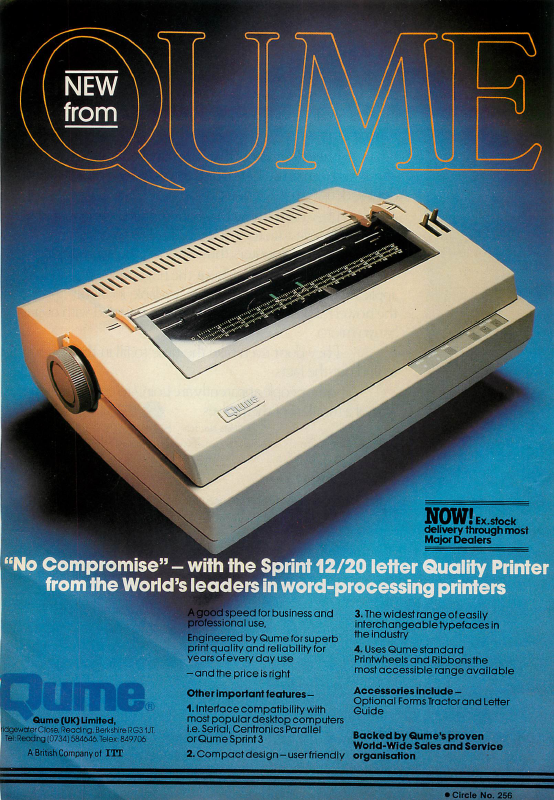 QUME
NEW
from
Qume
NOW! Ex. stock
delivery through most
Major Dealers
“No Compromise” – with the Sprint 12/20 letter Quality Printer
from the World's leaders in word-processing printers
A good speed for business and
professional use,
Engineered by Qume for superb
print quality and reliability for
years of every day use
– and the price is right
Other important features –
1. Interface compatibility with
most popular desktop computers
i.e. Serial, Centronics Parallel
or Qume Sprint 3
2. Compact design – user friendly
3. The widest range of easily
interchangeable typefaces in
the industry
4. Uses Qume standard
Printwheels and Ribbons the
most accessible range available
Accessories include –
Optional Forms Tractor and Letter
Guide
Backed by Qume's proven
World-Wide Sales and Service
organisation
Qume®
Qume (UK) Limited,
Close, Reading, Berkshire RG3 1JT.
Tel: Reading (0734) 584646. Telex: 849706
A British Company of ITT
● Circle No. 256